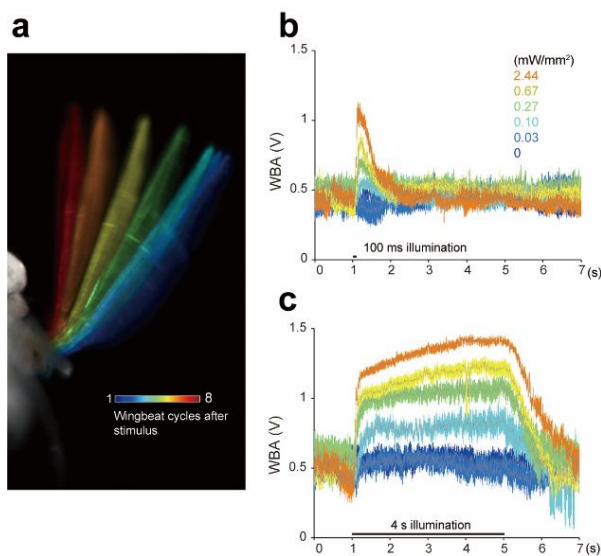 a
1 8
Wingbeat cycles after
stimulus
b
WBA (V)
1.5
1
0.5
0
(mW/mm²)
2.44
0.67
0.27
0.10
0.03
0
100 ms illumination
0 1 2 3 4 5 6 7 (s)
c
WBA (V)
1.5
1
0.5
0
4 s illumination
0 1 2 3 4 5 6 7 (s)